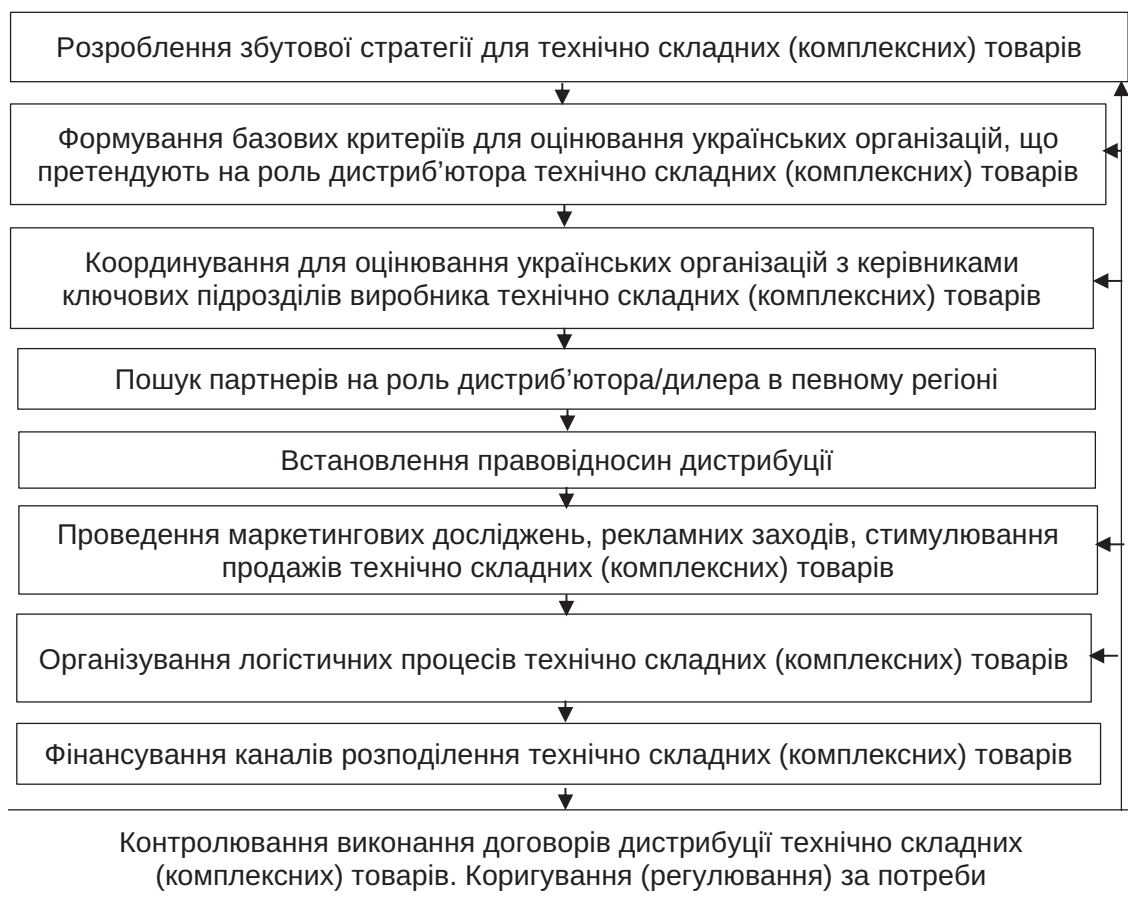 Розроблення збутової стратегії для технічно складних (комплексних) товарів
Формування базових критеріїв для оцінювання українських організацій, що
претендують на роль дистриб’ютора технічно складних (комплексних) товарів
Координування для оцінювання українських організацій з керівниками
ключових підрозділів виробника технічно складних (комплексних) товарів
Пошук партнерів на роль дистриб’ютора/дилера в певному регіоні
Встановлення правовідносин дистрибуції
Проведення маркетингових досліджень, рекламних заходів, стимулювання
продажів технічно складних (комплексних) товарів
Організування логістичних процесів технічно складних (комплексних) товарів
Фінансування каналів розподілення технічно складних (комплексних) товарів
Контролювання виконання договорів дистрибуції технічно складних
(комплексних) товарів. Коригування (регулювання) за потреби